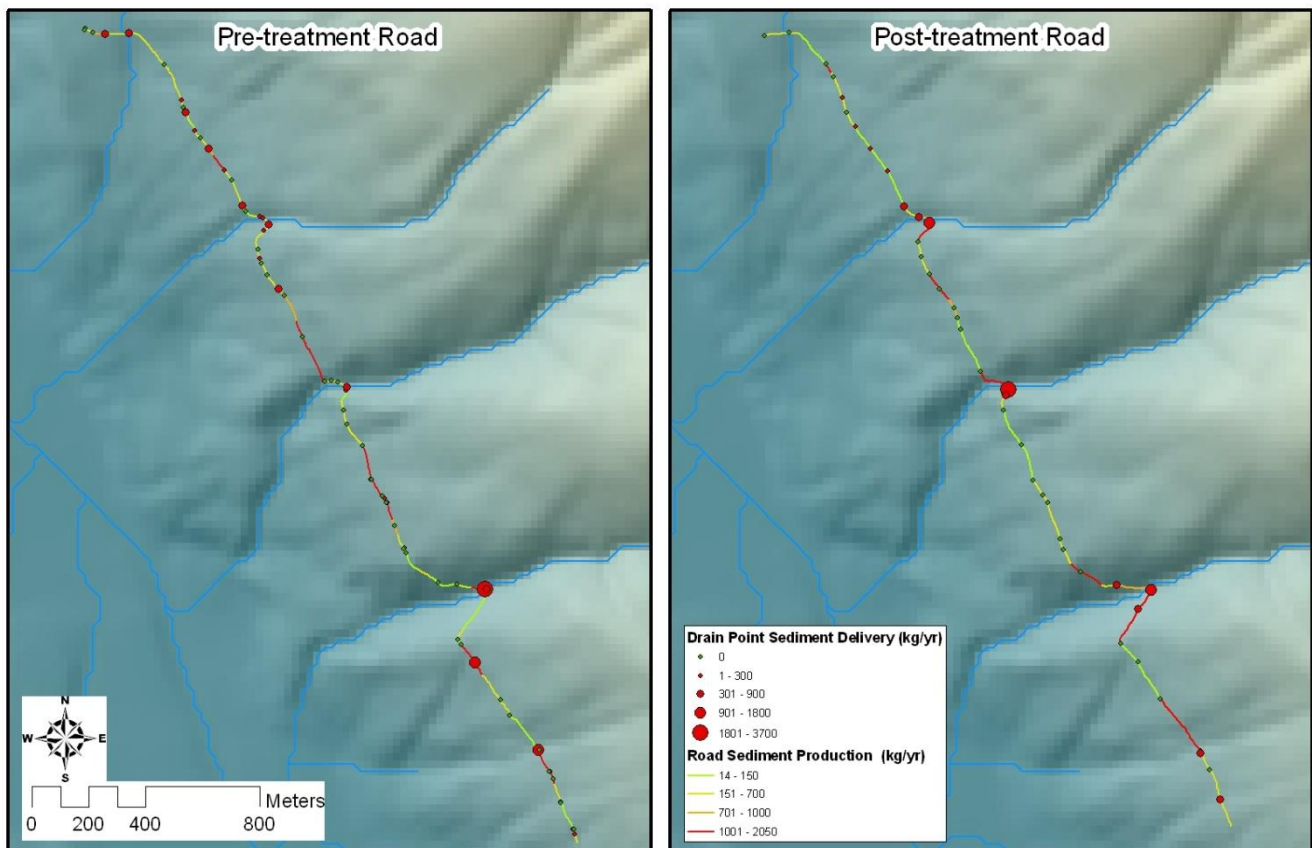 Pre-treatment Road
N
W E
S
Meters
0 200 400 800
Post-treatment Road
Drain Point Sediment Delivery (kg/yr)
0
1 - 300
301 - 900
901 - 1800
1801 - 3700
Road Sediment Production (kg/yr)
14 - 150
151 - 700
701 - 1000
1001 - 2050